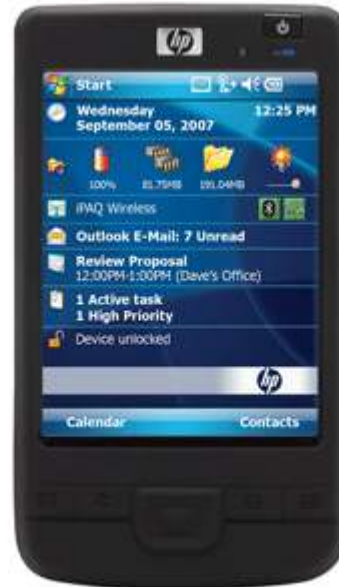 hp
Start
Wednesday 12:25 PM
September 05, 2007
100% 81.75MB 191.04MB
iPAQ Wireless
Outlook E-Mail: 7 Unread
Review Proposal
12:00PM-1:00PM (Dave's Office)
1 Active task
1 High Priority
Device unlocked
hp
Calendar Contacts